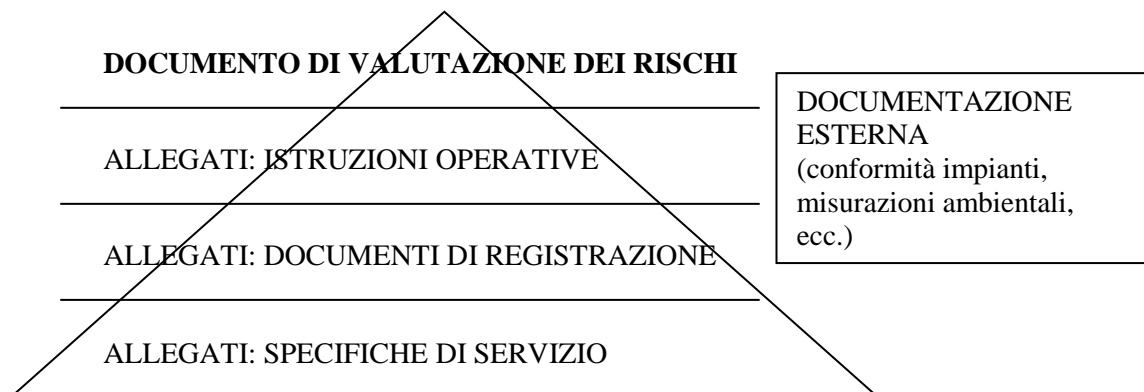 DOCUMENTO DI VALUTAZIONE DEI RISCHI
ALLEGATI: ISTRUZIONI OPERATIVE
ALLEGATI: DOCUMENTI DI REGISTRAZIONE
ALLEGATI: SPECIFICHE DI SERVIZIO
DOCUMENTAZIONE
ESTERNA
(conformità impianti,
misurazioni ambientali,
ecc.)